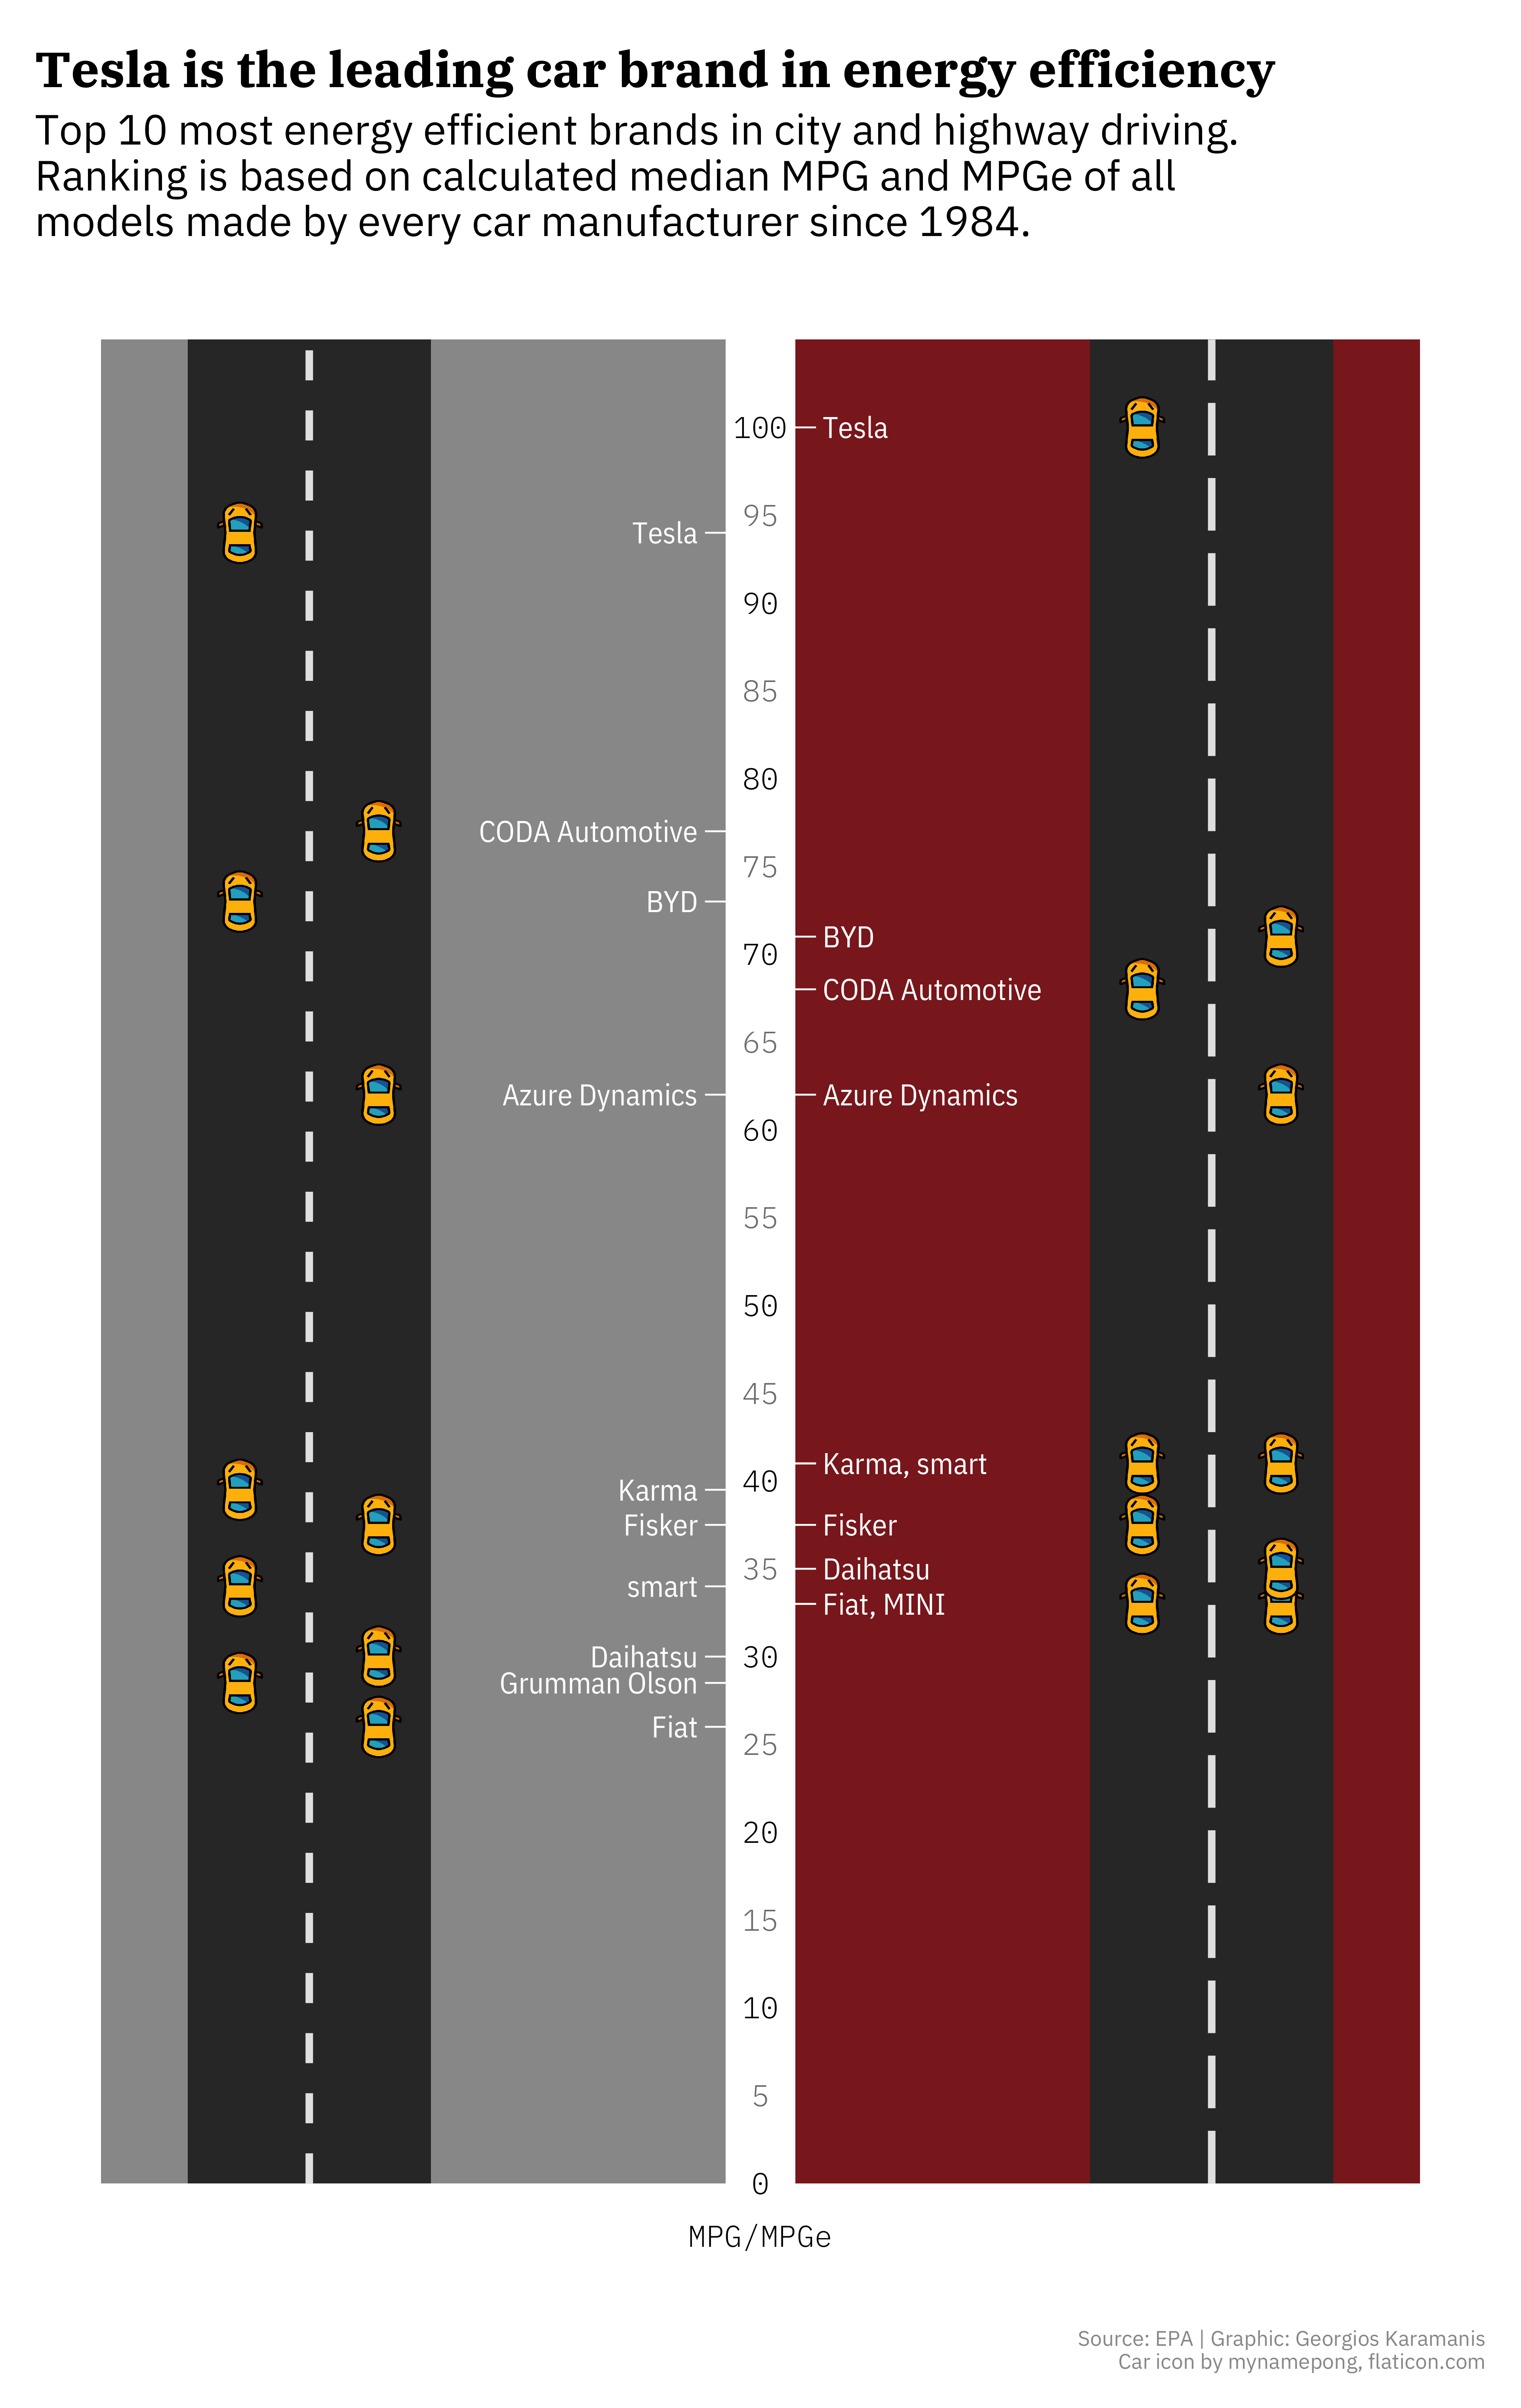 Tesla is the leading car brand in energy efficiency
Top 10 most energy efficient brands in city and highway driving.
Ranking is based on calculated median MPG and MPGe of all
models made by every car manufacturer since 1984.
100
Tesla
95
Tesla
90
85
80
CODA Automotive
75
BYD
BYD
70
CODA Automotive
65
Azure Dynamics
Azure Dynamics
60
55
50
45
Karma, smart
40
Karma
Fisker
Fisker
35
Daihatsu
smart
Fiat, MINI
Daihatsu
30
Grumman Olson
Fiat
25
20
15
10
5
0
MPG/MPGe
Source: EPA | Graphic: Georgios Karamanis
Car icon by mynamepong, flaticon.com